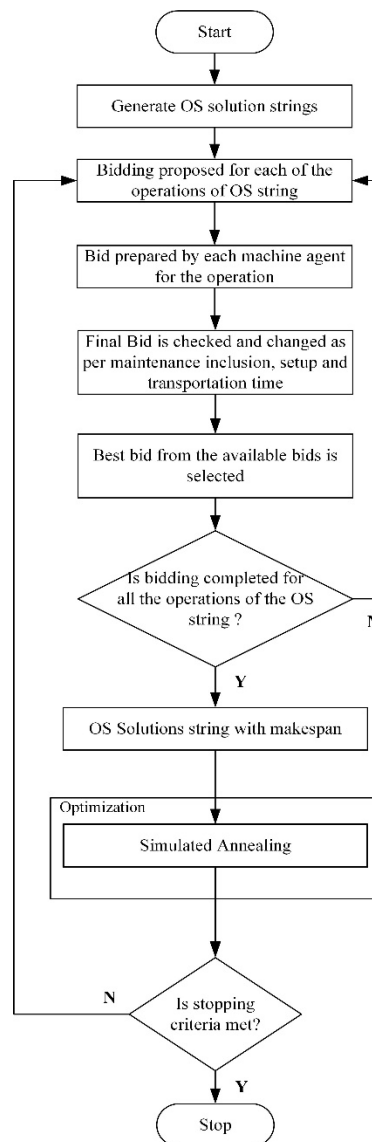 Start
Generate OS solution strings
Bidding proposed for each of the
operations of OS string
Bid prepared by each machine agent
for the operation
Final Bid is checked and changed as
per maintenance inclusion, setup and
transportation time
Best bid from the available bids is
selected
Is bidding completed for
all the operations of the OS
string ?
N
Y
OS Solutions string with makespan
Optimization
Simulated Annealing
N
Is stopping
criteria met?
Y
Stop